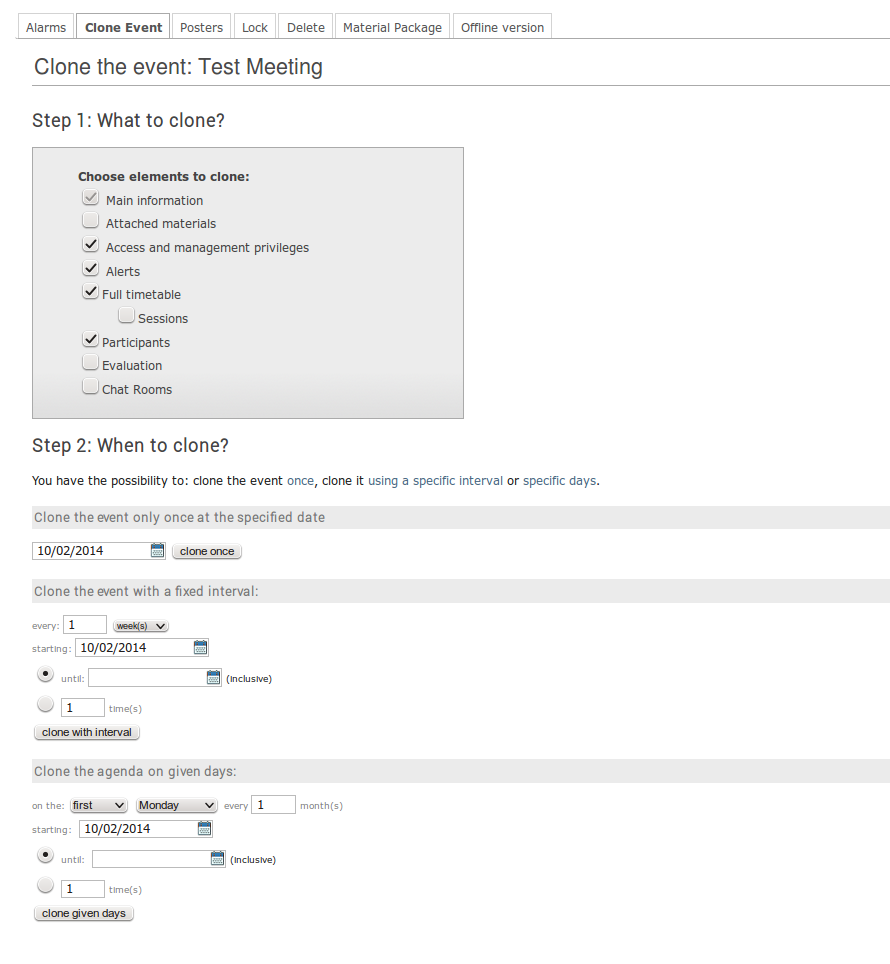 Alarms Clone Event Posters Lock Delete Material Package Offline version
Clone the event: Test Meeting
Step 1: What to clone?
Choose elements to clone:
Main information
Attached materials
Access and management privileges
Alerts
Full timetable
Sessions
Participants
Evaluation
Chat Rooms
Step 2: When to clone?
You have the possibility to: clone the event once, clone it using a specific interval or specific days.
Clone the event only once at the specified date
10/02/2014 clone once
Clone the event with a fixed interval:
every: 1 week(s)
starting: 10/02/2014
until: (inclusive)
1 time(s)
clone with interval
Clone the agenda on given days:
on the: first Monday every 1 month(s)
starting: 10/02/2014
until: (inclusive)
1 time(s)
clone given days